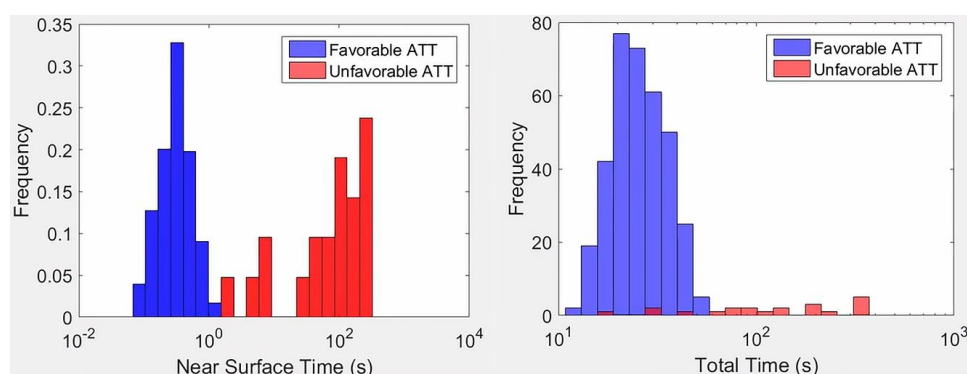 0.35
0.3
0.25
0.2
0.15
0.1
0.05
0
Frequency
Favorable ATT
Unfavorable ATT
10-2
100
102
104
Near Surface Time (s)
80
60
40
20
0
Frequency
Favorable ATT
Unfavorable ATT
101
102
103
Total Time (s)